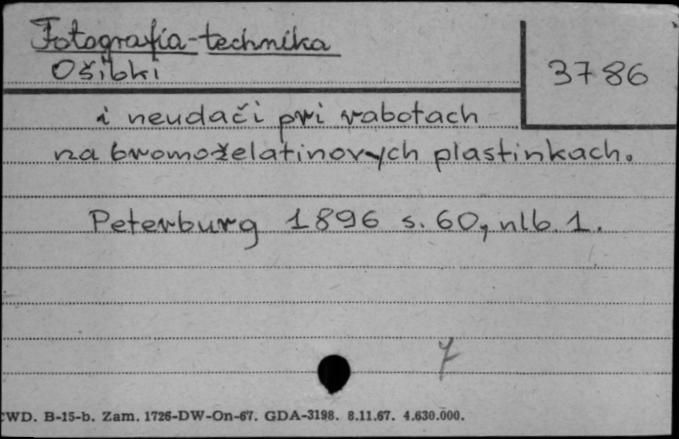 Fotografia-technika
Ošibki
3786
i neudači pri rabotach
na bromoželatinovych plastinkach.
Peterburg 1896 s. 60, nlb. 1.
7
CWD. B-15-b. Zam. 1726-DW-On-67. GDA-3198. 8.11.67. 4.630.000.